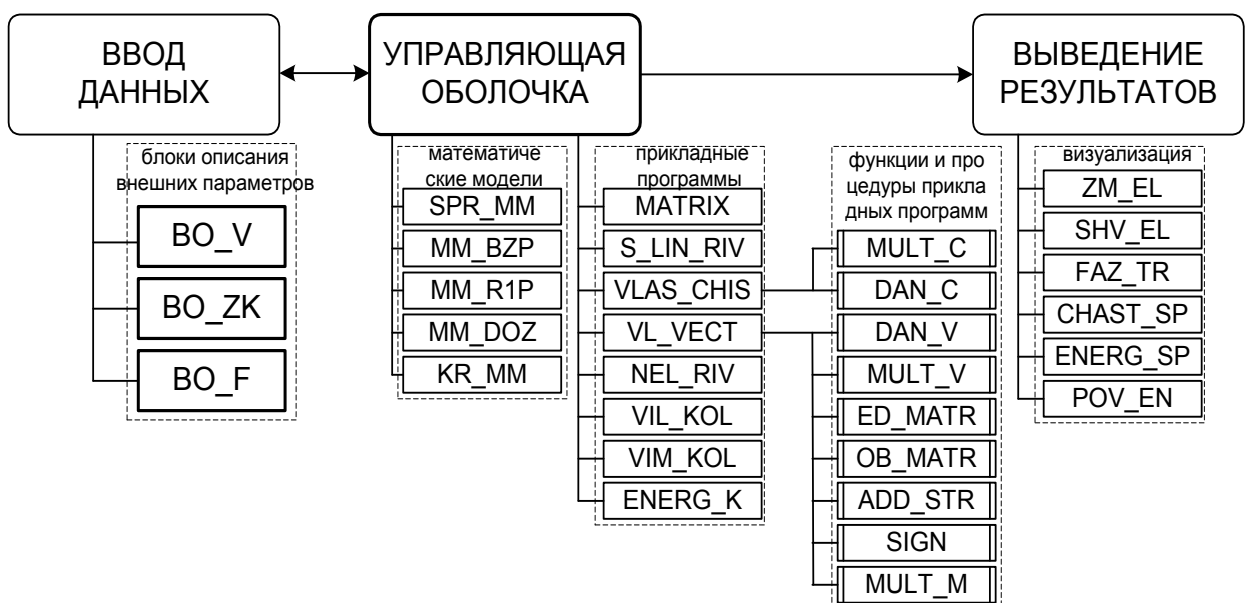 ВВОД
ДАННЫХ
УПРАВЛЯЮЩАЯ
ОБОЛОЧКА
ВЫВЕДЕНИЕ
РЕЗУЛЬТАТОВ
блоки описания
внешних параметров
BO_V
BO_ZK
BO_F
математиче
ские модели
SPR_MM
MM_BZP
MM_R1P
MM_DOZ
KR_MM
прикладные
программы
MATRIX
S_LIN_RIV
VLAS_CHIS
VL_VECT
NEL_RIV
VIL_KOL
VIM_KOL
ENERG_K
функции и про
цедуры прикла
дных программ
MULT_C
DAN_C
DAN_V
MULT_V
ED_MATR
OB_MATR
ADD_STR
SIGN
MULT_M
визуализация
ZM_EL
SHV_EL
FAZ_TR
CHAST_SP
ENERG_SP
POV_EN